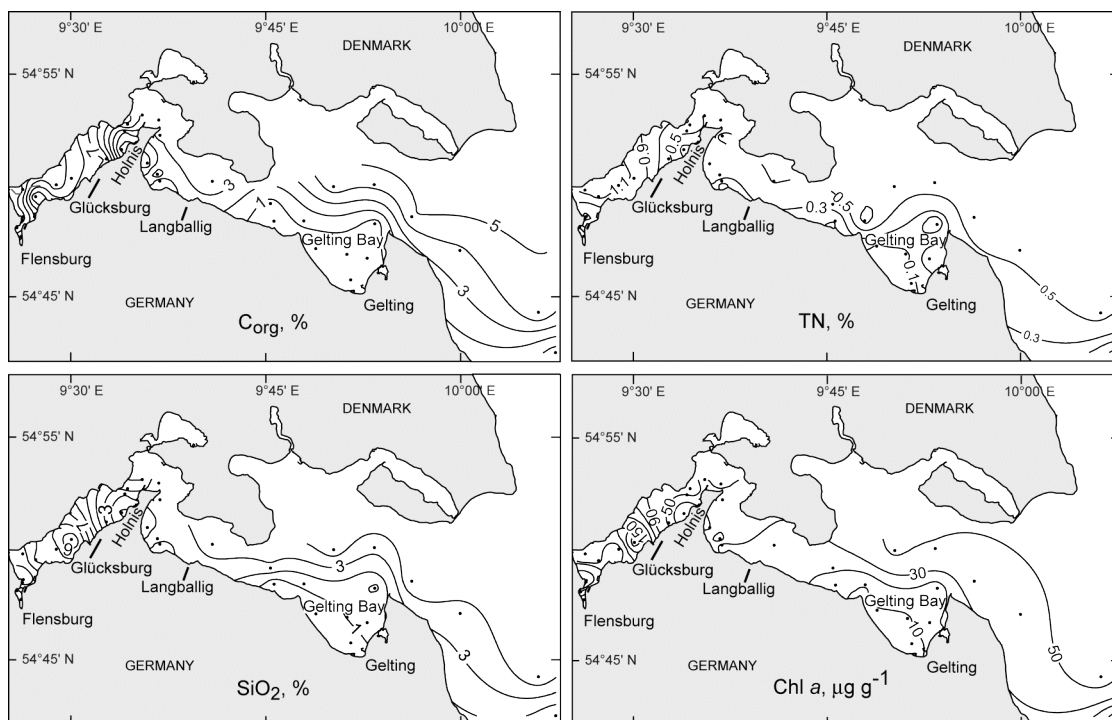 9°30' E 9°45' E 10°00' E
DENMARK
54°55' N
7
Holnis
Glücksburg
3
1
Langballig
5
Gelting Bay
Flensburg
3
54°45' N
GERMANY
Gelting
Corg, %
9°30' E 9°45' E 10°00' E
DENMARK
54°55' N
0.9
0.5
1.1
Holnis
Glücksburg
0.3
0.5
Langballig
Gelting Bay
Flensburg
0.1
0.5
54°45' N
GERMANY
Gelting
0.3
TN, %
9°30' E 9°45' E 10°00' E
DENMARK
54°55' N
3
Holnis
Glücksburg
3
Langballig
Gelting Bay
Flensburg
1
3
54°45' N
GERMANY
Gelting
SiO2, %
9°30' E 9°45' E 10°00' E
DENMARK
54°55' N
50
90
150
Holnis
Glücksburg
30
Langballig
Gelting Bay
Flensburg
10
50
54°45' N
GERMANY
Gelting
Chl a, µg g-1